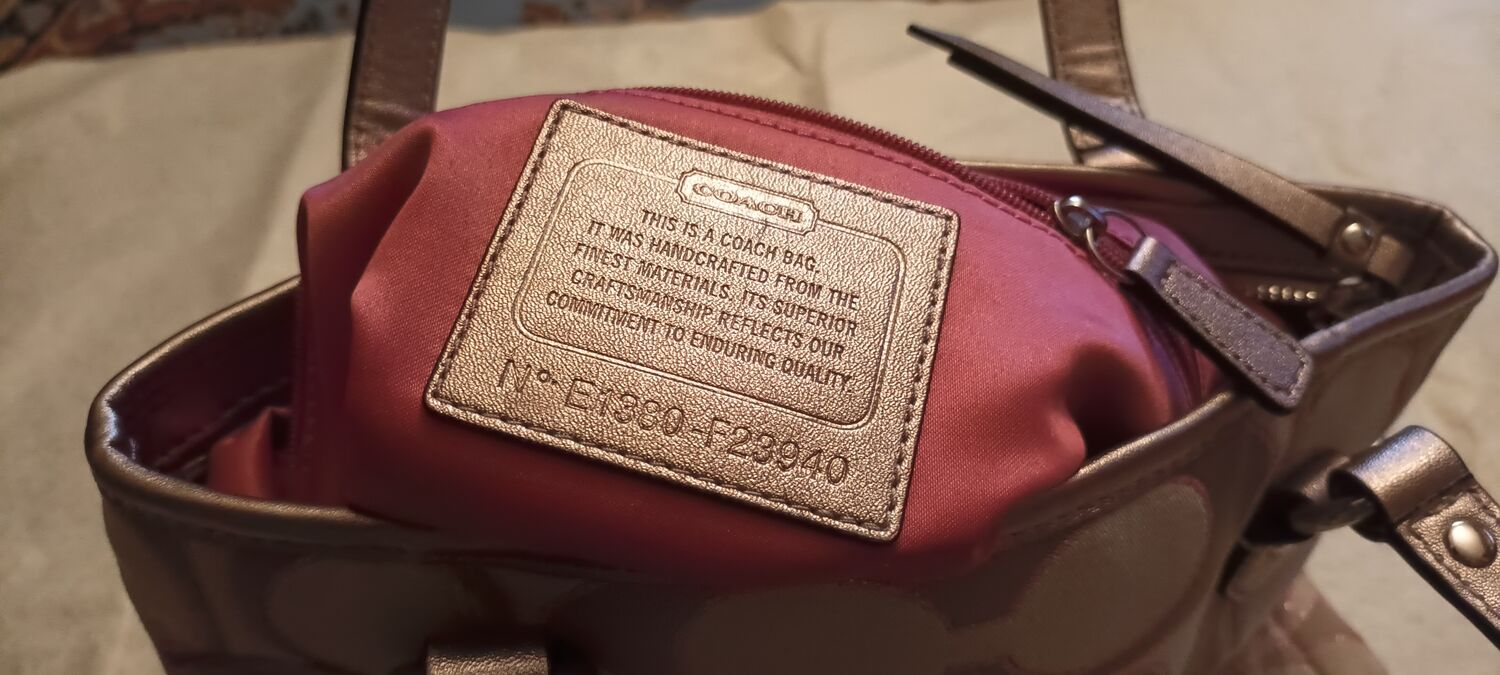 COACH
THIS IS A COACH BAG.
IT WAS HANDCRAFTED FROM THE
FINEST MATERIALS. ITS SUPERIOR
CRAFTSMANSHIP REFLECTS OUR
COMMITMENT TO ENDURING QUALITY.
Nº- E1380-F23940